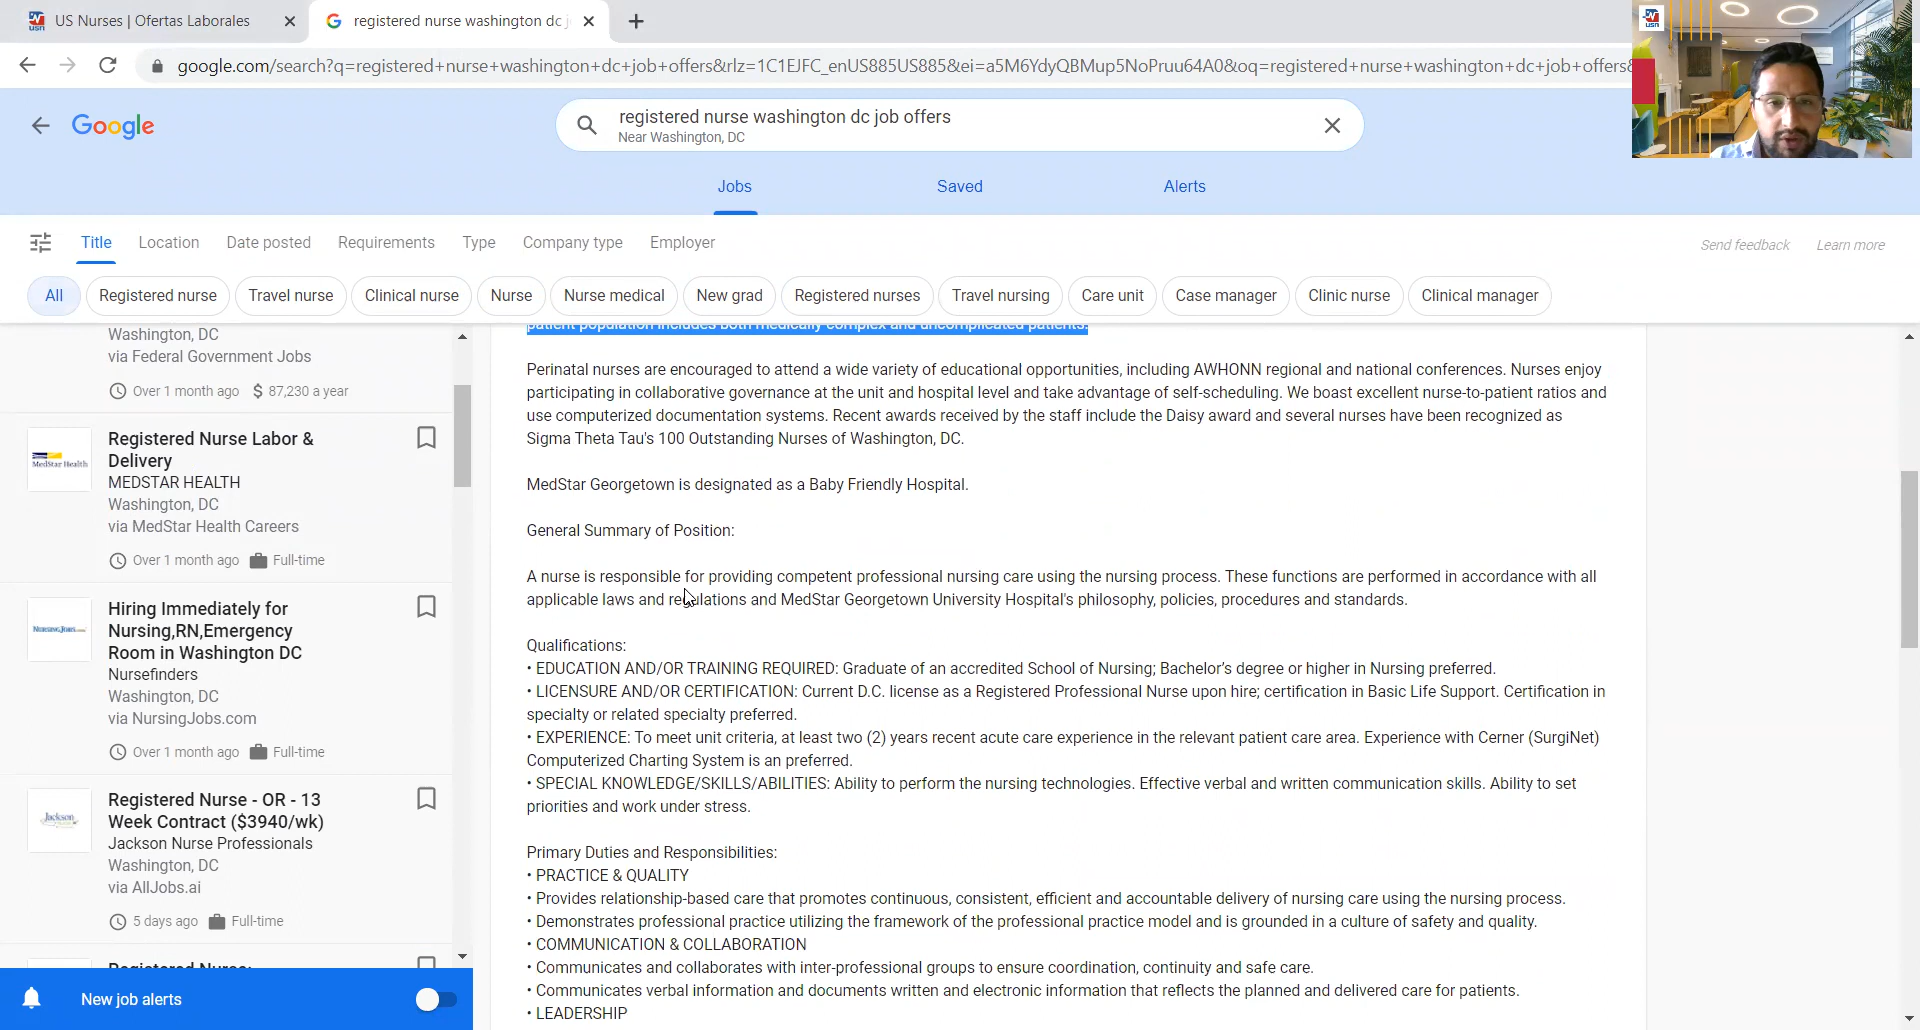 US Nurses | Ofertas Laborales
registered nurse washington dc j
google.com/search?q=registered+nurse+washington+dc+job+offers&rlz=1C1EJFC_enUS885US885&ei=a5M6YdyQBMup5NoPruu64A0&oq=registered+nurse+washington+dc+job+offers&
Google
registered nurse washington dc job offers
Near Washington, DC
Jobs
Saved
Alerts
Title
Location
Date posted
Requirements
Type
Company type
Employer
Send feedback
Learn more
All
Registered nurse
Travel nurse
Clinical nurse
Nurse
Nurse medical
New grad
Registered nurses
Travel nursing
Care unit
Case manager
Clinic nurse
Clinical manager
Washington, DC
via Federal Government Jobs
Over 1 month ago
$ 87,230 a year
MedStar Health
Registered Nurse Labor &
Delivery
MEDSTAR HEALTH
Washington, DC
via MedStar Health Careers
Over 1 month ago
Full-time
Hiring Immediately for
Nursing,RN,Emergency
Room in Washington DC
Nursefinders
Washington, DC
via NursingJobs.com
Over 1 month ago
Full-time
Jackson
Registered Nurse - OR - 13
Week Contract ($3940/wk)
Jackson Nurse Professionals
Washington, DC
via AllJobs.ai
5 days ago
Full-time
Registered Nurse:
New job alerts
patient population includes both medically complex and uncomplicated patients.
Perinatal nurses are encouraged to attend a wide variety of educational opportunities, including AWHONN regional and national conferences. Nurses enjoy
participating in collaborative governance at the unit and hospital level and take advantage of self-scheduling. We boast excellent nurse-to-patient ratios and
use computerized documentation systems. Recent awards received by the staff include the Daisy award and several nurses have been recognized as
Sigma Theta Tau's 100 Outstanding Nurses of Washington, DC.
MedStar Georgetown is designated as a Baby Friendly Hospital.
General Summary of Position:
A nurse is responsible for providing competent professional nursing care using the nursing process. These functions are performed in accordance with all
applicable laws and regulations and MedStar Georgetown University Hospital's philosophy, policies, procedures and standards.
Qualifications:
• EDUCATION AND/OR TRAINING REQUIRED: Graduate of an accredited School of Nursing; Bachelor's degree or higher in Nursing preferred.
• LICENSURE AND/OR CERTIFICATION: Current D.C. license as a Registered Professional Nurse upon hire; certification in Basic Life Support. Certification in
specialty or related specialty preferred.
• EXPERIENCE: To meet unit criteria, at least two (2) years recent acute care experience in the relevant patient care area. Experience with Cerner (SurgiNet)
Computerized Charting System is an preferred.
• SPECIAL KNOWLEDGE/SKILLS/ABILITIES: Ability to perform the nursing technologies. Effective verbal and written communication skills. Ability to set
priorities and work under stress.
Primary Duties and Responsibilities:
• PRACTICE & QUALITY
• Provides relationship-based care that promotes continuous, consistent, efficient and accountable delivery of nursing care using the nursing process.
• Demonstrates professional practice utilizing the framework of the professional practice model and is grounded in a culture of safety and quality.
• COMMUNICATION & COLLABORATION
• Communicates and collaborates with inter-professional groups to ensure coordination, continuity and safe care.
• Communicates verbal information and documents written and electronic information that reflects the planned and delivered care for patients.
• LEADERSHIP